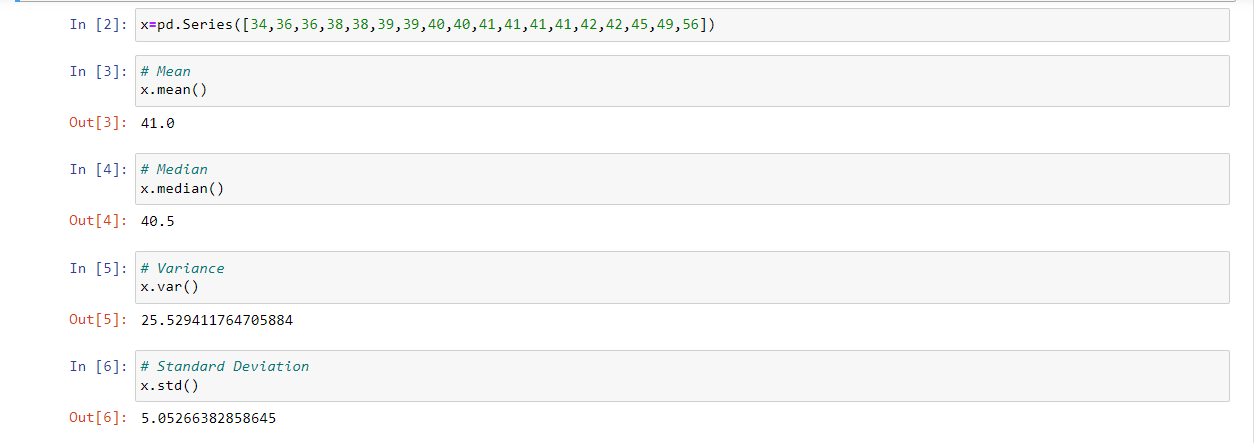 In [2]: x=pd.Series([34,36,36,38,38,39,39,40,40,41,41,41,41,42,42,45,49,56])
In [3]: # Mean
x.mean()
Out[3]: 41.0
In [4]: # Median
x.median()
Out[4]: 40.5
In [5]: # Variance
x.var()
Out[5]: 25.529411764705884
In [6]: # Standard Deviation
x.std()
Out[6]: 5.05266382858645